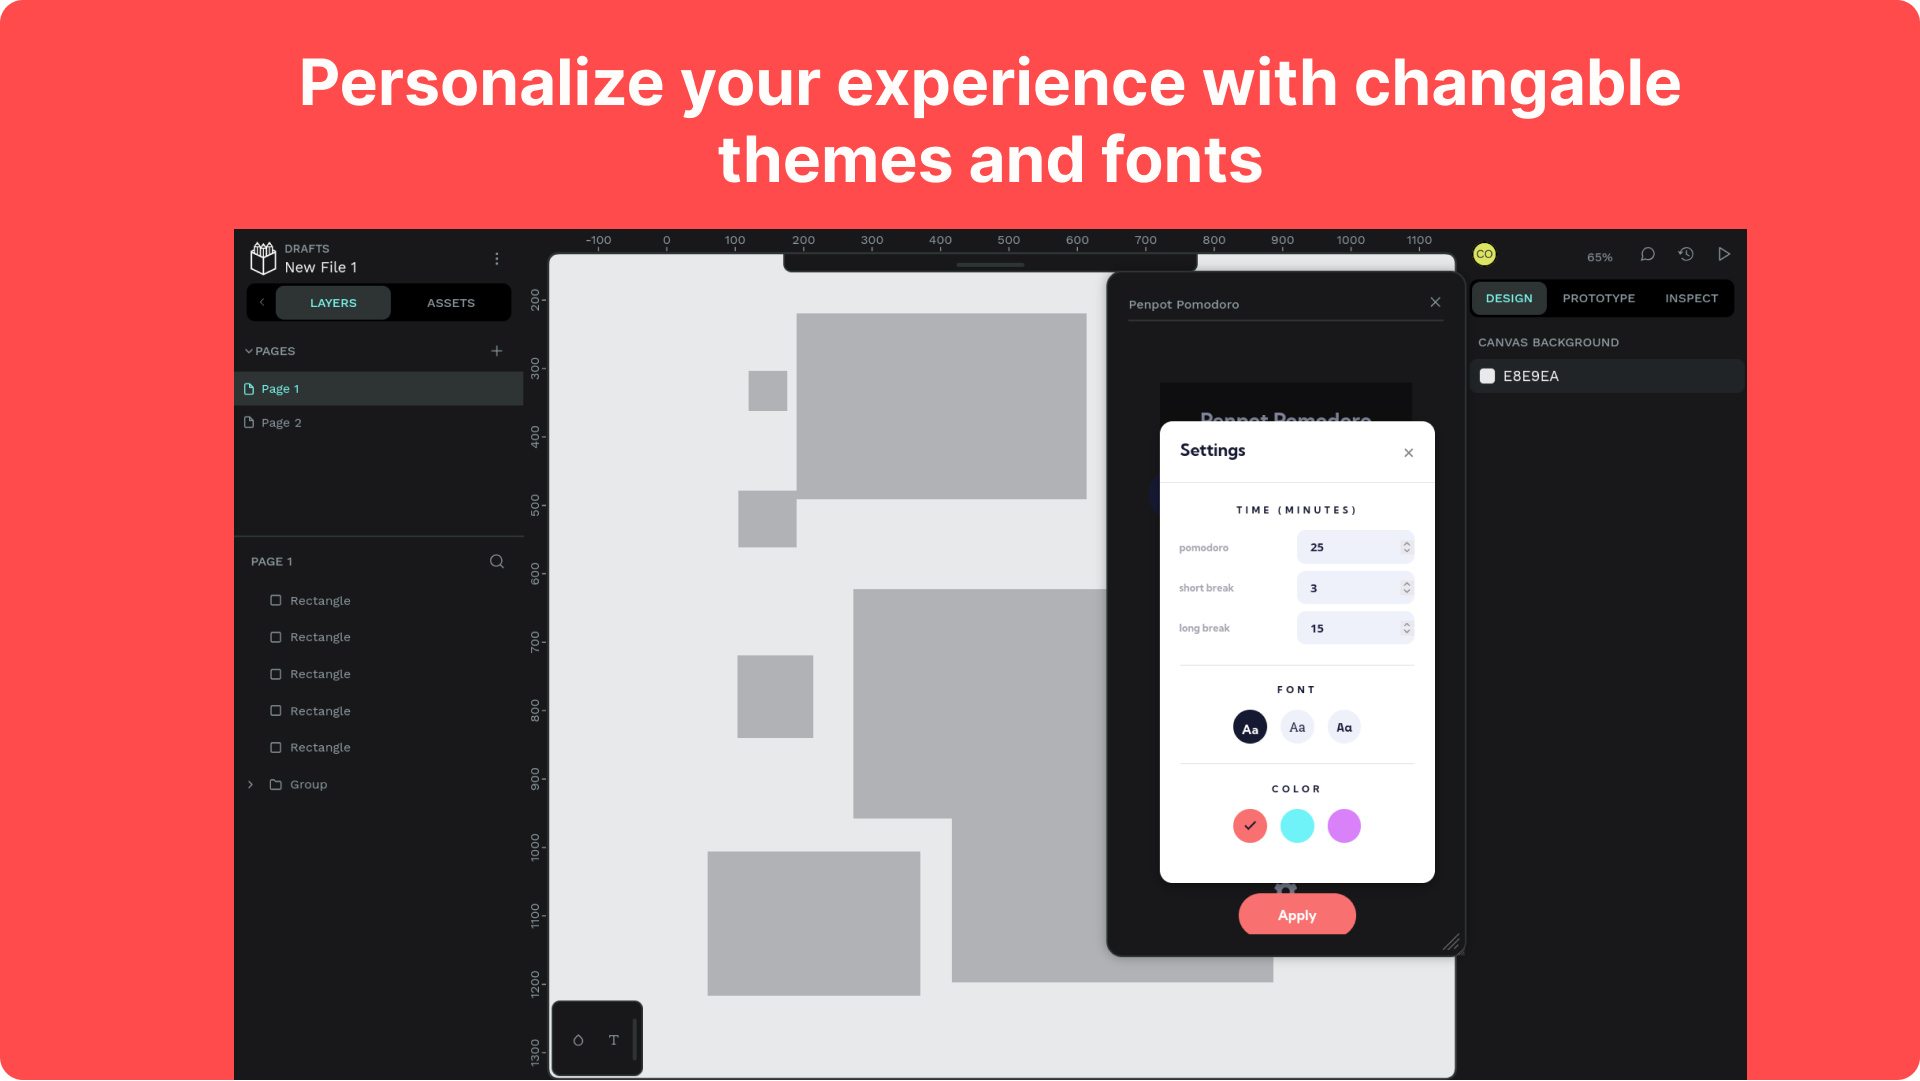 Personalize your experience with changable
themes and fonts
DRAFTS
New File 1
LAYERS
ASSETS
PAGES
Page 1
Page 2
PAGE 1
Rectangle
Rectangle
Rectangle
Rectangle
Rectangle
Group
-100 0 100 200 300 400 500 600 700 800 900 1000 1100
200
300
400
500
600
700
800
900
1000
1100
1200
1300
T
Penpot Pomodoro
Penpot Pomodoro
Settings
TIME (MINUTES)
pomodoro 25
short break 3
long break 15
FONT
Aa Aa Aa
COLOR
Apply
CO
65%
DESIGN PROTOTYPE INSPECT
CANVAS BACKGROUND
E8E9EA